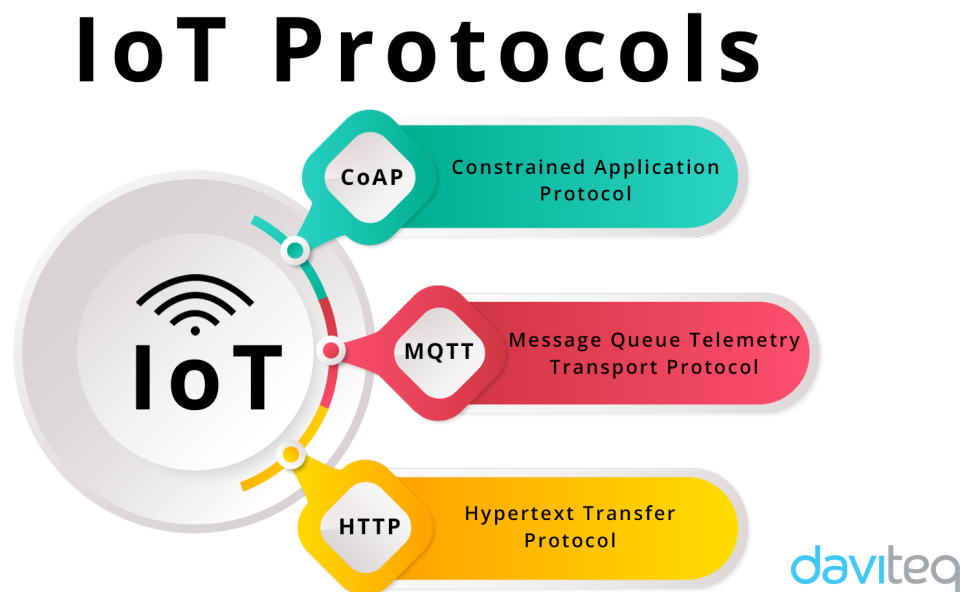 IoT Protocols
CoAP
Constrained Application
Protocol
IoT
MQTT
Message Queue Telemetry
Transport Protocol
HTTP
Hypertext Transfer
Protocol
daviteq